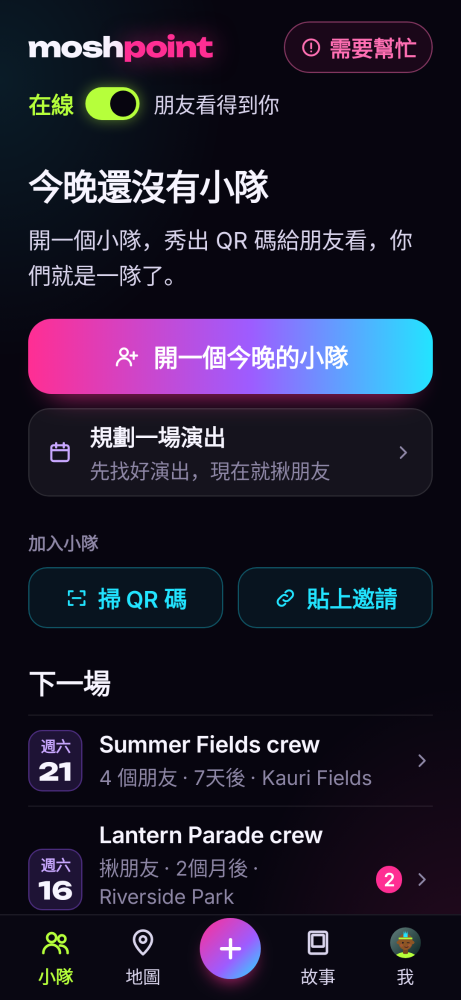 moshpoint
需要幫忙
在線 朋友看得到你
今晚還沒有小隊
開一個小隊，秀出 QR 碼給朋友看，你
們就是一隊了。
開一個今晚的小隊
規劃一場演出
先找好演出，現在就揪朋友
加入小隊
掃 QR 碼
貼上邀請
下一場
週六
21
Summer Fields crew
4 個朋友 · 7天後 · Kauri Fields
週六
16
Lantern Parade crew
揪朋友 · 2個月後 ·
Riverside Park
2
小隊
地圖
故事
我